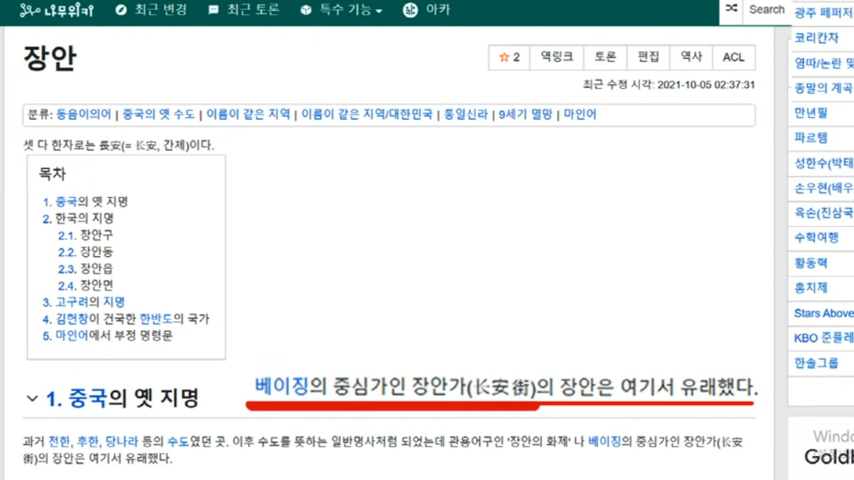 나무위키 최근 변경 최근 토론 특수 기능 아카 Search
장안
2 역링크 토론 편집 역사 ACL
최근 수정 시각: 2021-10-05 02:37:31
분류: 동음이의어 | 중국의 옛 수도 | 이름이 같은 지역 | 이름이 같은 지역/대한민국 | 통일신라 | 9세기 멸망 | 마인어
셋 다 한자로는 長安(= 长安, 간체)이다.
목차
1. 중국의 옛 지명
2. 한국의 지명
2.1. 장안구
2.2. 장안동
2.3. 장안읍
2.4. 장안면
3. 고구려의 지명
4. 김헌창이 건국한 한반도의 국가
5. 마인어에서 부정 명령문
베이징의 중심가인 장안가(长安街)의 장안은 여기서 유래했다.
1. 중국의 옛 지명
과거 전한, 후한, 당나라 등의 수도였던 곳. 이후 수도를 뜻하는 일반명사처럼 되었는데 관용어구인 '장안의 화제' 나 베이징의 중심가인 장안가(长安
街)의 장안은 여기서 유래했다.
광주 페퍼저
코리칸자
염따/논란 및
종말의 계곡
만년필
파르템
성한수(박태
손우현(배우
육손(진삼국
수학여행
황동혁
홍치제
Stars Above
KBO 준플레
한솔그룹
Windo
Goldb